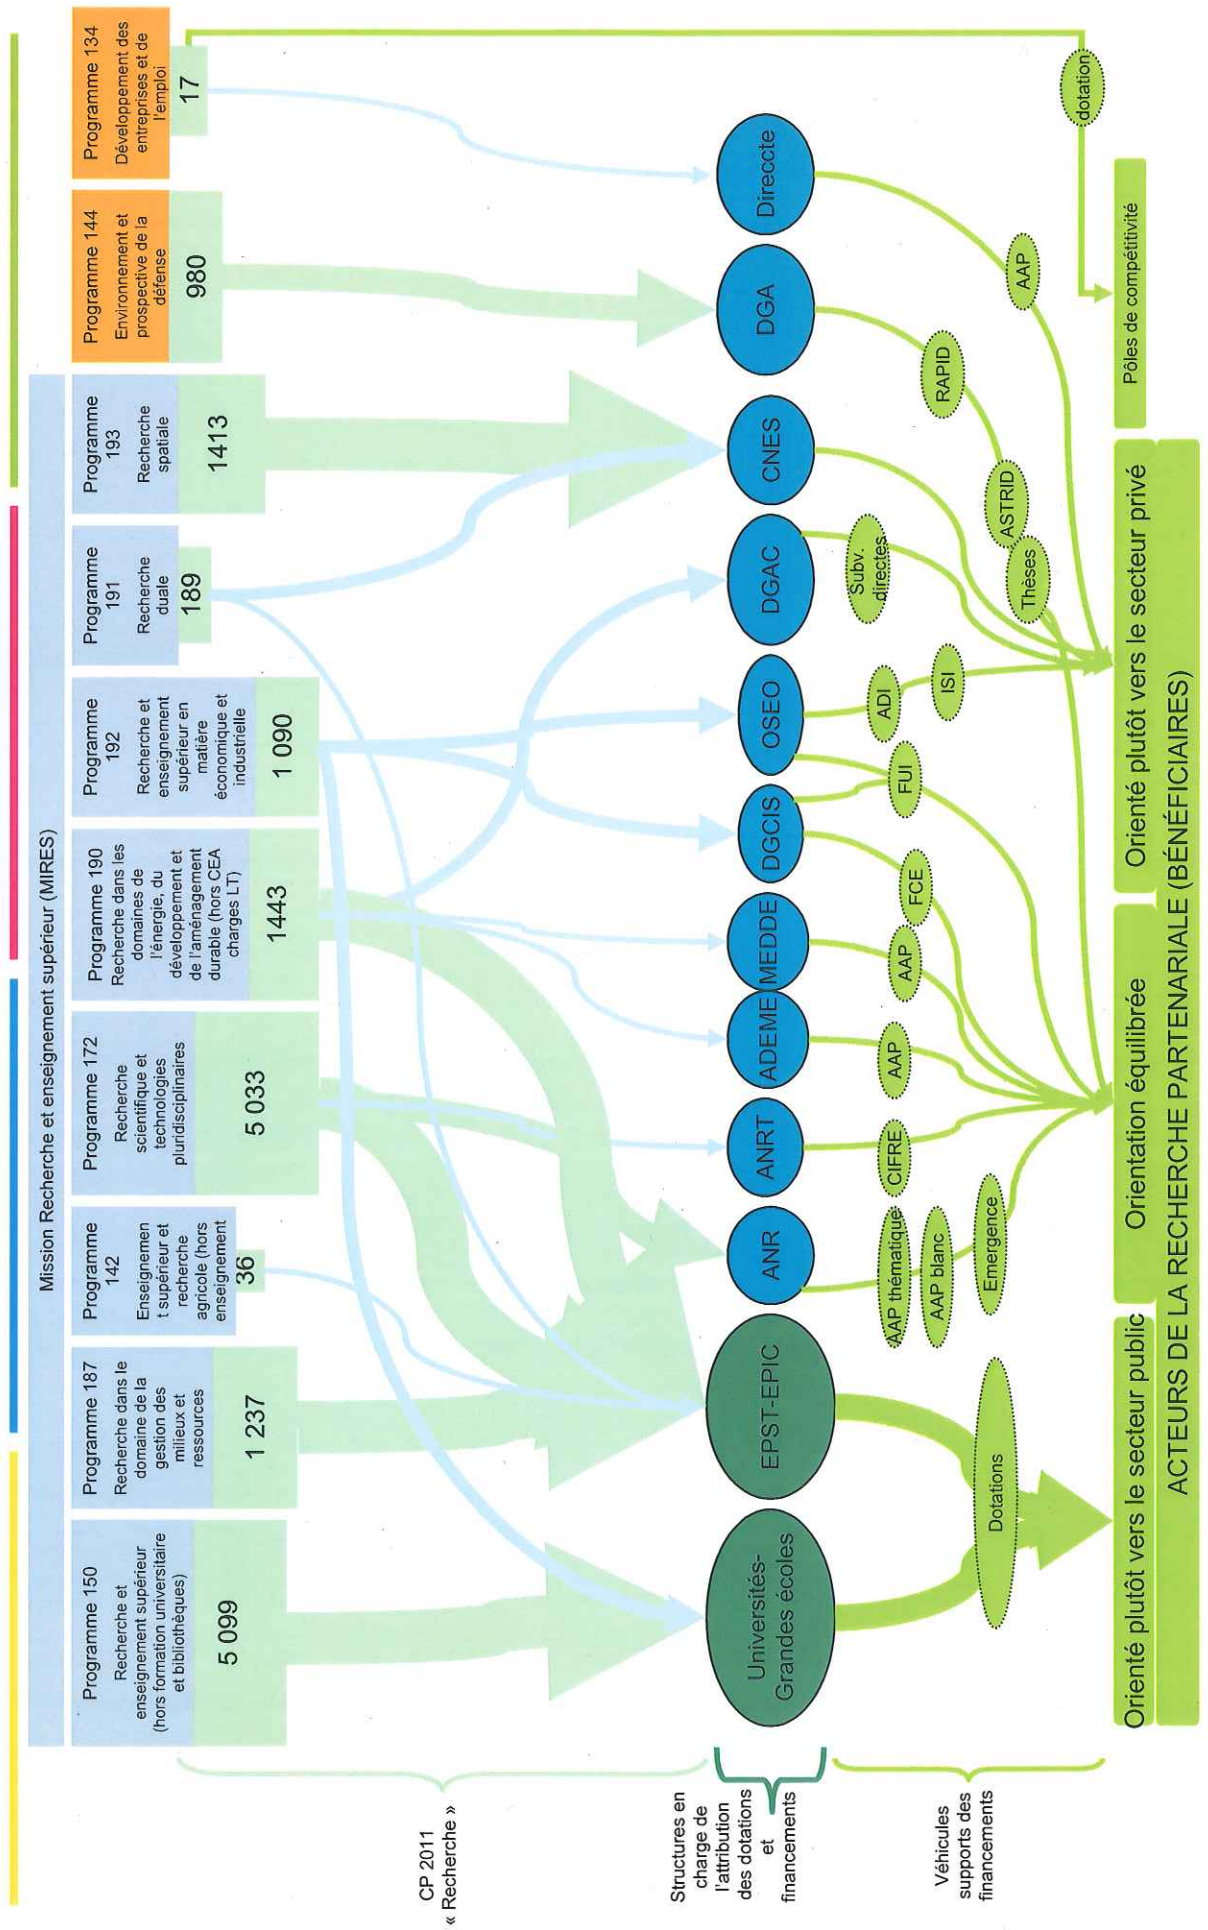 Mission Recherche et enseignement supérieur (MIRES)
Programme 150
Recherche et
enseignement supérieur
(hors formation universitaire
et bibliothèques)
5 099
Programme 187
Recherche dans le
domaine de la
gestion des
milieux et
ressources
1 237
Programme
142
Enseignemen
t supérieur et
recherche
agricole (hors
enseignement
36
Programme 172
Recherche
scientifique et
technologies
pluridisciplinaires
5 033
Programme 190
Recherche dans les
domaines de
l'énergie, du
développement et
de l'aménagement
durable (hors CEA
charges LT)
1443
Programme
192
Recherche et
enseignement
supérieur en
matière
économique et
industrielle
1 090
Programme
191
Recherche
duale
189
Programme
193
Recherche
spatiale
1413
Programme 144
Environnement et
prospective de la
défense
980
Programme 134
Développement des
entreprises et de
l'emploi
17
CP 2011
« Recherche »
Structures en
charge de
l'attribution
des dotations
et
financements
Universités-
Grandes écoles
EPST-EPIC
ANR
ANRT
ADEME
MEDDE
DGCIS
OSEO
DGAC
CNES
DGA
Direccte
Véhicules
supports des
financements
Dotations
AAP thématique
AAP blanc
Emergence
CIFRE
AAP
AAP
FCE
FUI
ADI
ISI
Subv.
directes
Thèses
ASTRID
RAPID
AAP
dotation
Orienté plutôt vers le secteur public
Orientation équilibrée
Orienté plutôt vers le secteur privé
Pôles de compétitivité
ACTEURS DE LA RECHERCHE PARTENARIALE (BÉNÉFICIAIRES)